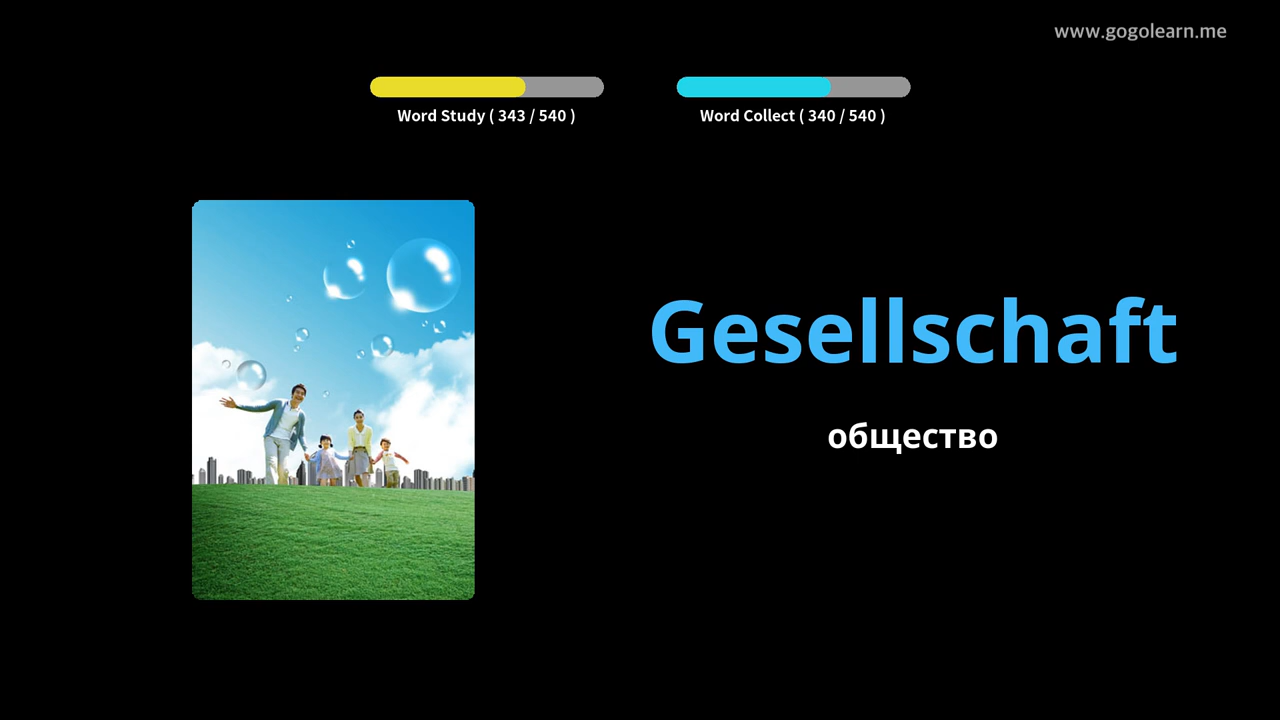 www.gogolearn.me
Word Study ( 343 / 540 )
Word Collect ( 340 / 540 )
Gesellschaft
общество